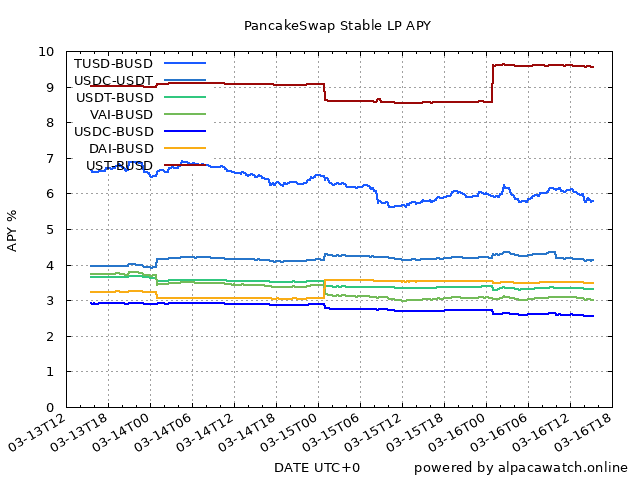 PancakeSwap Stable LP APY
APY %
10
9
8
7
6
5
4
3
2
1
0
TUSD-BUSD
USDC-USDT
USDT-BUSD
VAI-BUSD
USDC-BUSD
DAI-BUSD
UST-BUSD
03-13T12
03-13T18
03-14T00
03-14T06
03-14T12
03-14T18
03-15T00
03-15T06
03-15T12
03-15T18
03-16T00
03-16T06
03-16T12
03-16T18
DATE UTC+0
powered by alpacawatch.online